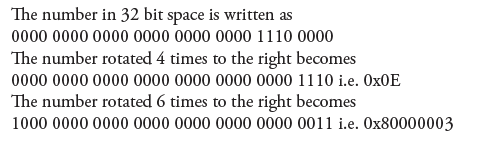 The number in 32 bit space is written as
0000 0000 0000 0000 0000 0000 1110 0000
The number rotated 4 times to the right becomes
0000 0000 0000 0000 0000 0000 0000 1110 i.e. 0x0E
The number rotated 6 times to the right becomes
1000 0000 0000 0000 0000 0000 0000 0011 i.e. 0x80000003